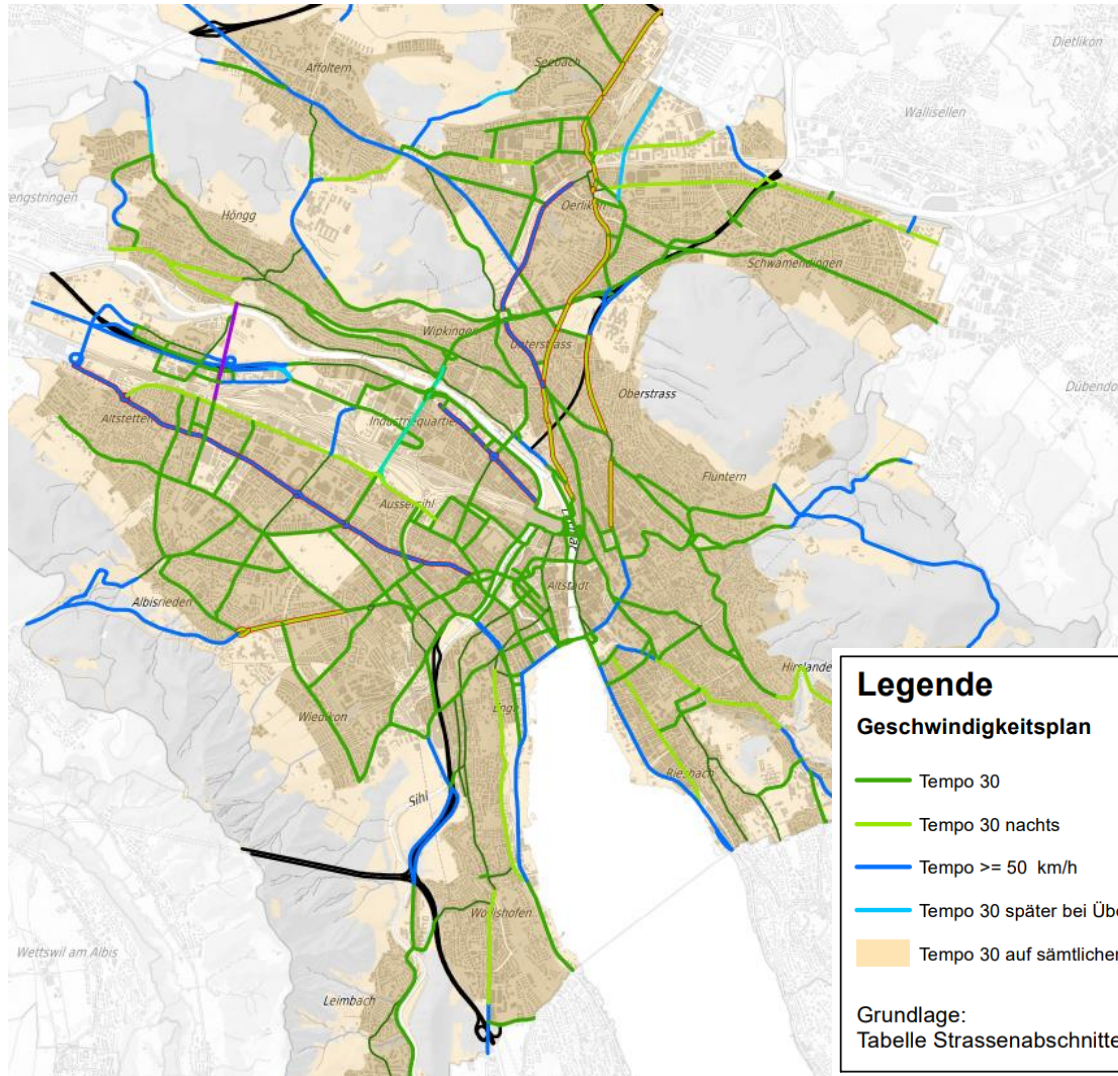 Dietlikon
Seebach
Affoltern
Wallisellen
rengstringen
Höngg
Oerlikon
Schwamendingen
Wipkingen
Unterstrass
Dübendo
Oberstrass
Altstetten
Industriequartier
Fluntern
Aussersihl
Altstadt
Albisrieden
Hirslande
Wiedikon
Enge
Riesbach
Sihl
Wollishofen
Wettswil am Albis
Leimbach
Legende
Geschwindigkeitsplan
Tempo 30
Tempo 30 nachts
Tempo >= 50 km/h
Tempo 30 später bei Übe
Tempo 30 auf sämtlichen
Grundlage:
Tabelle Strassenabschnitte